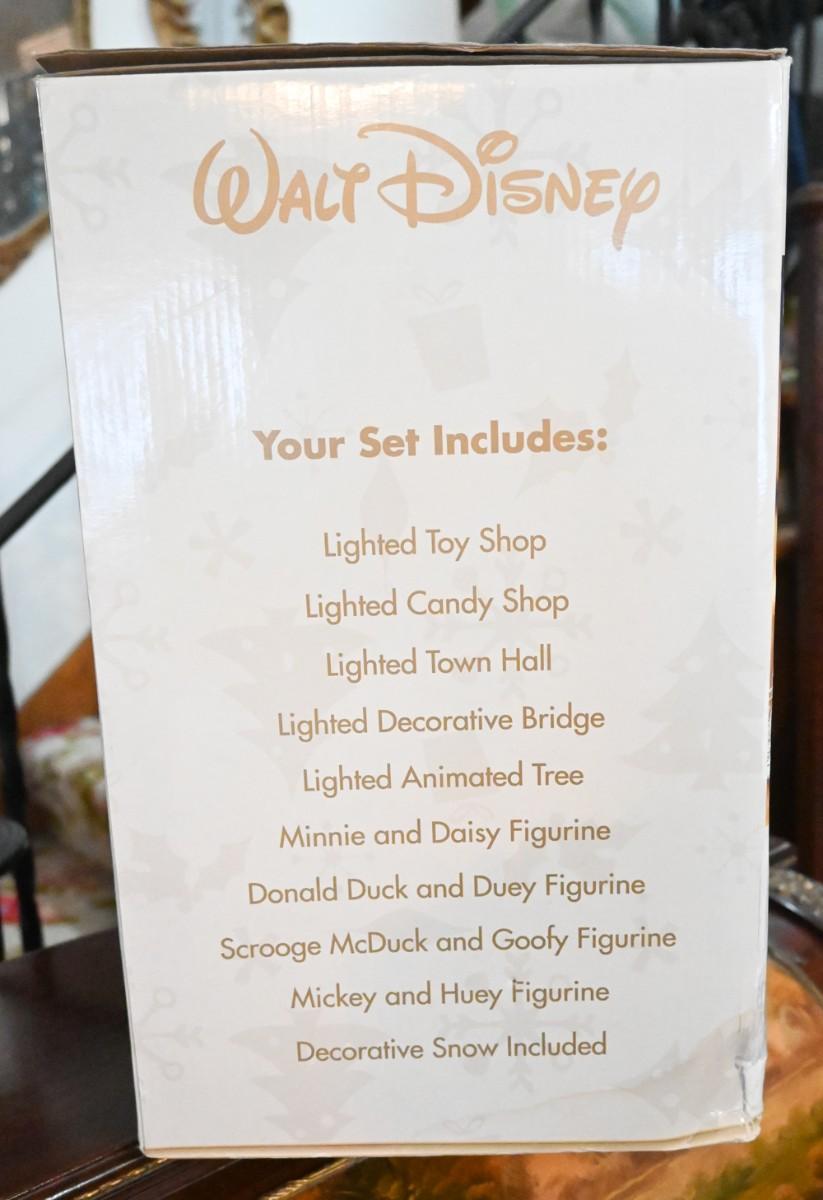 WALT DISNEY
Your Set Includes:
Lighted Toy Shop
Lighted Candy Shop
Lighted Town Hall
Lighted Decorative Bridge
Lighted Animated Tree
Minnie and Daisy Figurine
Donald Duck and Duey Figurine
Scrooge McDuck and Goofy Figurine
Mickey and Huey Figurine
Decorative Snow Included